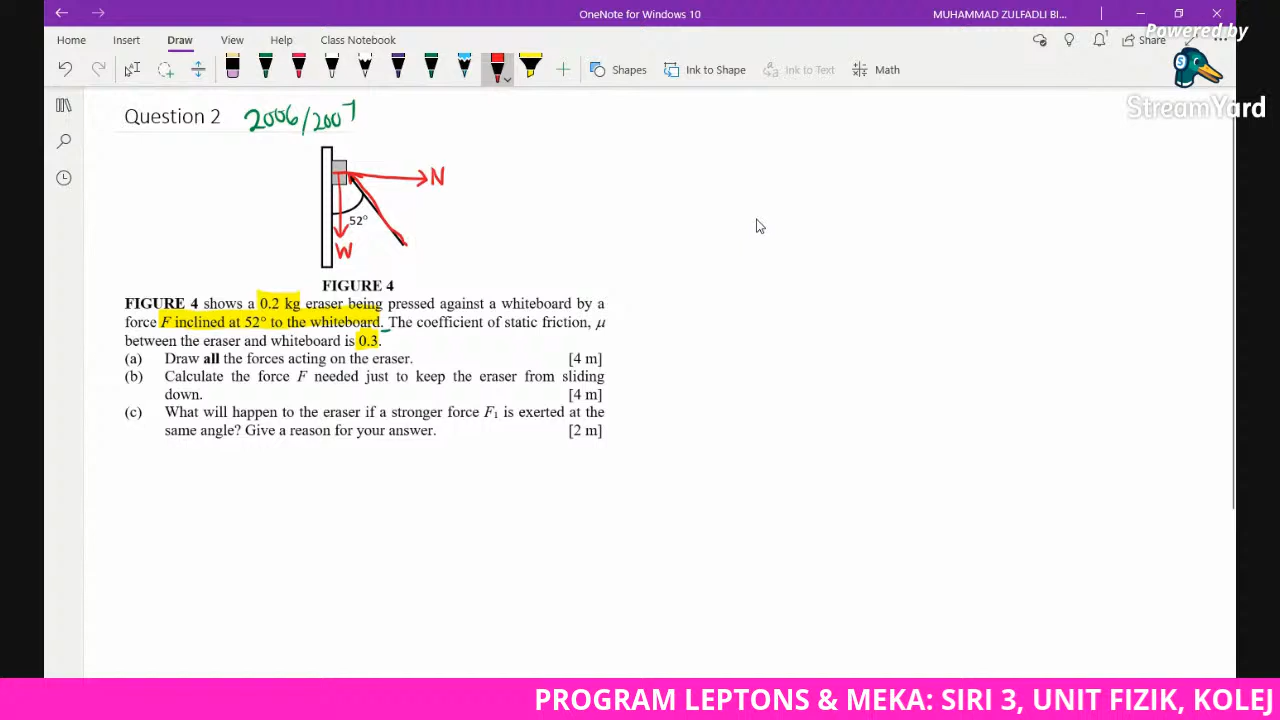 OneNote for Windows 10
MUHAMMAD ZULFADLI BI...
Powered by
Home Insert Draw View Help Class Notebook
Share
Shapes Ink to Shape Ink to Text Math
StreamYard
Question 2 2006/2007
N
52°
W
FIGURE 4
FIGURE 4 shows a 0.2 kg eraser being pressed against a whiteboard by a
force F inclined at 52° to the whiteboard. The coefficient of static friction, μ
between the eraser and whiteboard is 0.3.
(a) Draw all the forces acting on the eraser. [4 m]
(b) Calculate the force F needed just to keep the eraser from sliding
down. [4 m]
(c) What will happen to the eraser if a stronger force F₁ is exerted at the
same angle? Give a reason for your answer. [2 m]
PROGRAM LEPTONS & MEKA: SIRI 3, UNIT FIZIK, KOLEJ